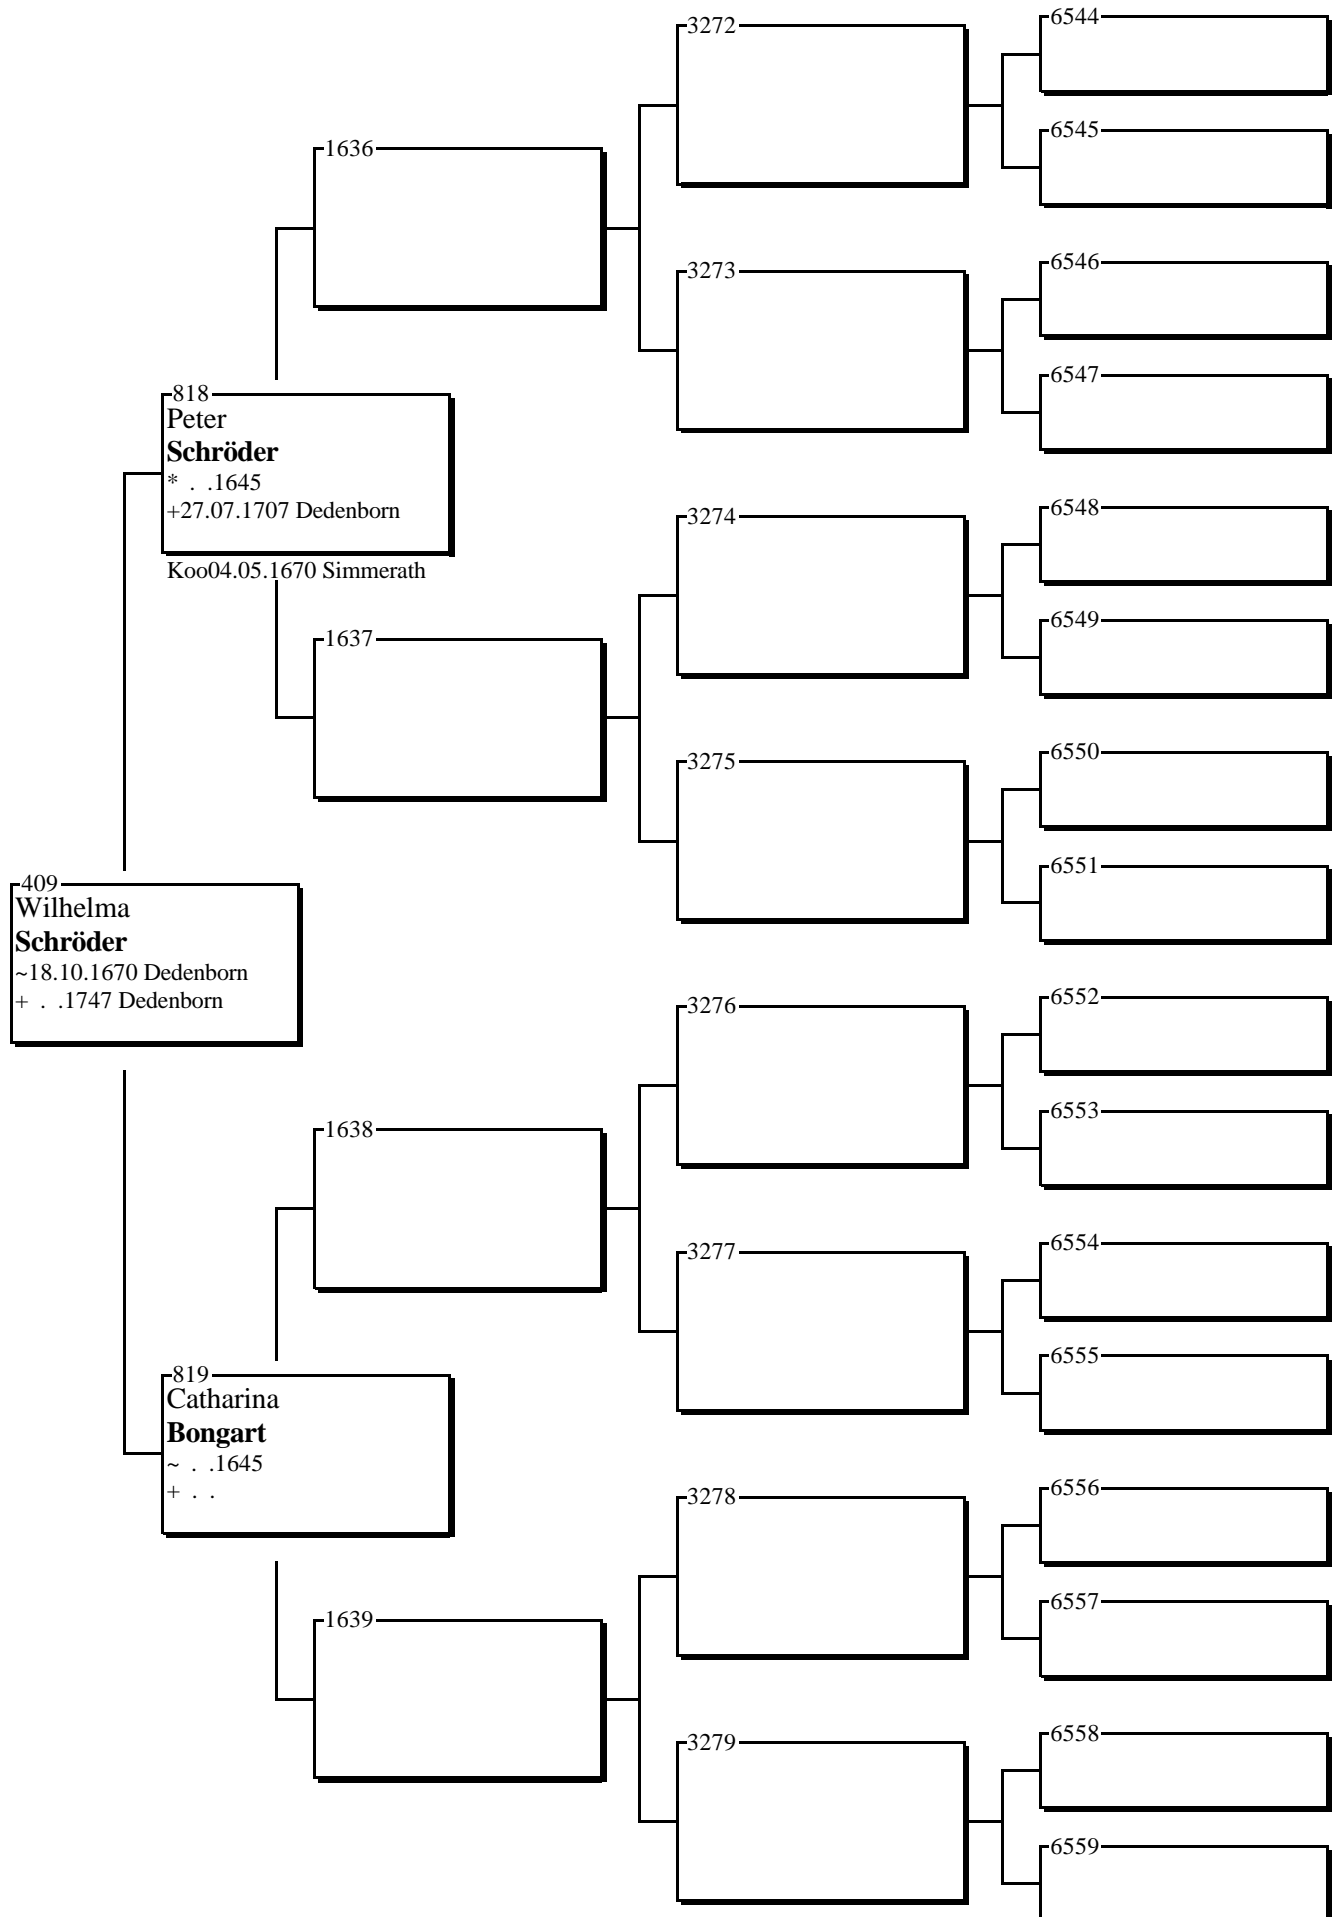 6544
3272
6545
1636
6546
3273
6547
818
Peter
Schröder
* . .1645
+27.07.1707 Dedenborn
Koo04.05.1670 Simmerath
6548
3274
6549
1637
6550
3275
6551
409
Wilhelma
Schröder
~18.10.1670 Dedenborn
+ . .1747 Dedenborn
6552
3276
6553
1638
6554
3277
6555
819
Catharina
Bongart
~ . .1645
+ . .
6556
3278
6557
1639
6558
3279
6559